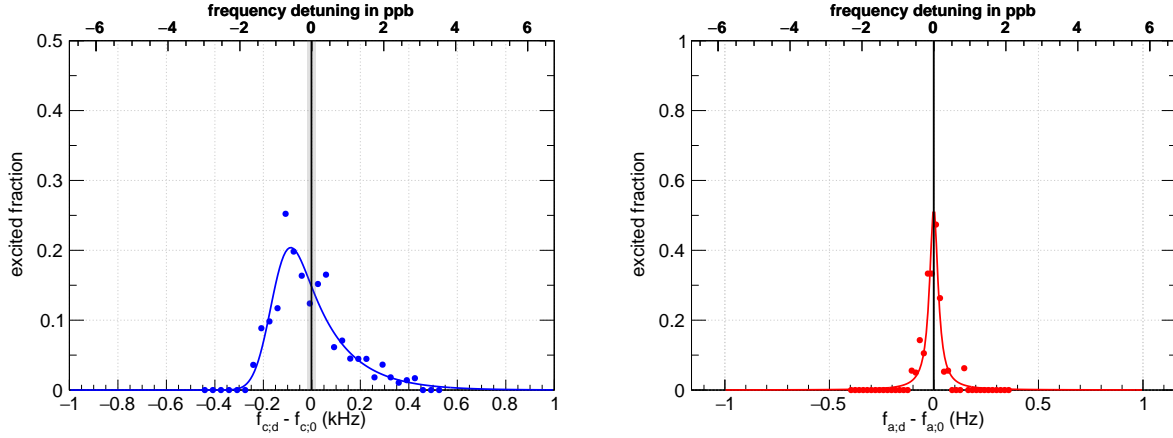 frequency detuning in ppb
−6 −4 −2 0 2 4 6
0.5
0.4
0.3
0.2
0.1
0
excited fraction
−1 −0.8 −0.6 −0.4 −0.2 0 0.2 0.4 0.6 0.8 1
f_{c;d} - f_{c;0} (kHz)
frequency detuning in ppb
−6 −4 −2 0 2 4 6
1
0.8
0.6
0.4
0.2
0
excited fraction
−1 −0.5 0 0.5 1
f_{a;d} - f_{a;0} (Hz)